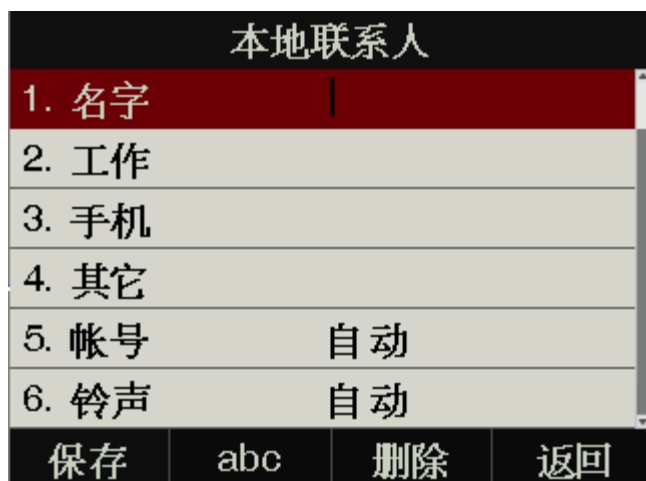 本地联系人
1. 名字
2. 工作
3. 手机
4. 其它
5. 帐号 自动
6. 铃声 自动
保存 abc 删除 返回